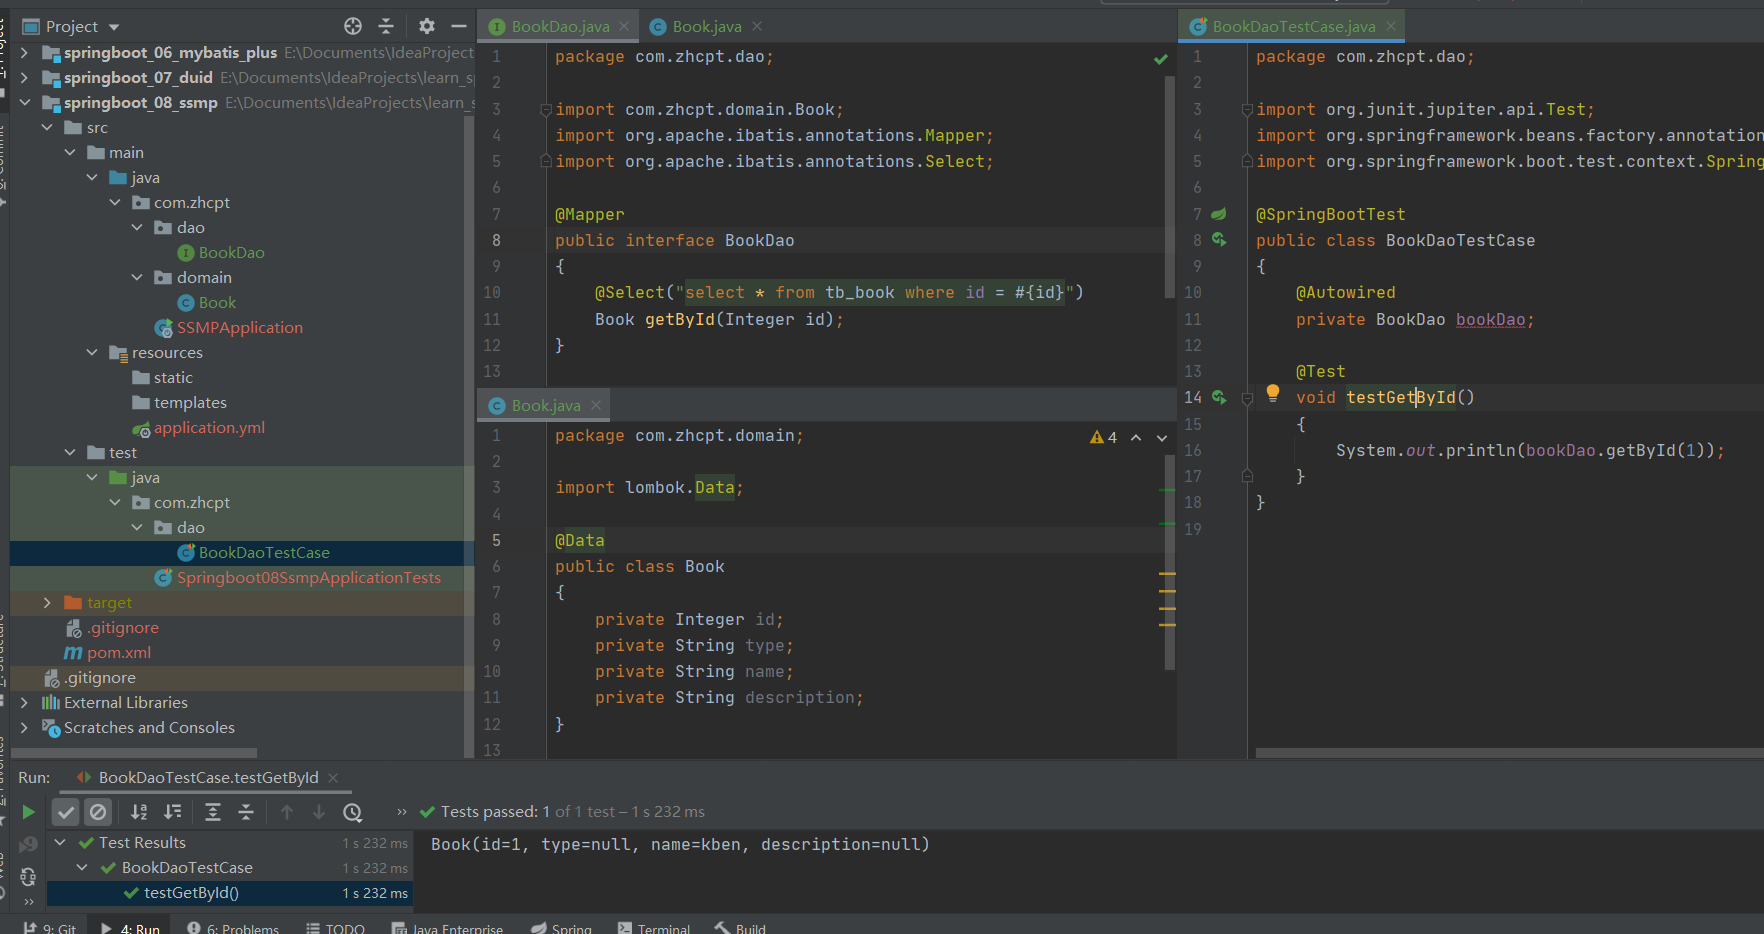 Project
springboot_06_mybatis_plus E:\Documents\IdeaProject
springboot_07_duid E:\Documents\IdeaProjects\learn_s
springboot_08_ssmp E:\Documents\IdeaProjects\learn_s
src
main
java
com.zhcpt
dao
BookDao
domain
Book
SSMPApplication
resources
static
templates
application.yml
test
java
com.zhcpt
dao
BookDaoTestCase
Springboot08SsmpApplicationTests
target
.gitignore
pom.xml
.gitignore
External Libraries
Scratches and Consoles
BookDao.java
Book.java
1 package com.zhcpt.dao;
2
3 import com.zhcpt.domain.Book;
4 import org.apache.ibatis.annotations.Mapper;
5 import org.apache.ibatis.annotations.Select;
6
7 @Mapper
8 public interface BookDao
9 {
10 @Select("select * from tb_book where id = #{id}")
11 Book getById(Integer id);
12 }
13
Book.java
1 package com.zhcpt.domain;
4
2
3 import lombok.Data;
4
5 @Data
6 public class Book
7 {
8 private Integer id;
9 private String type;
10 private String name;
11 private String description;
12 }
13
BookDaoTestCase.java
1 package com.zhcpt.dao;
2
3 import org.junit.jupiter.api.Test;
4 import org.springframework.beans.factory.annotation
5 import org.springframework.boot.test.context.Spring
6
7 @SpringBootTest
8 public class BookDaoTestCase
9 {
10 @Autowired
11 private BookDao bookDao;
12
13 @Test
14 void testGetById()
15 {
16 System.out.println(bookDao.getById(1));
17 }
18 }
19
Run: BookDaoTestCase.testGetById
Tests passed: 1 of 1 test – 1 s 232 ms
Test Results 1 s 232 ms
BookDaoTestCase 1 s 232 ms
testGetById() 1 s 232 ms
Book(id=1, type=null, name=kben, description=null)
9: Git
4: Run
6: Problems
TODO
Java Enterprise
Spring
Terminal
Build